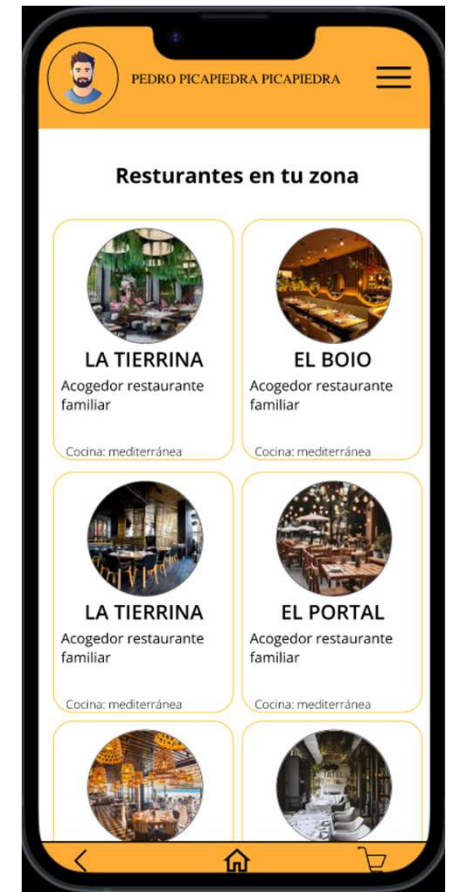 PEDRO PICAPIEDRA PICAPIEDRA
Resturantes en tu zona
LA TIERRINA
Acogedor restaurante
familiar
Cocina: mediterránea
EL BOIO
Acogedor restaurante
familiar
Cocina: mediterránea
LA TIERRINA
Acogedor restaurante
familiar
Cocina: mediterránea
EL PORTAL
Acogedor restaurante
familiar
Cocina: mediterránea